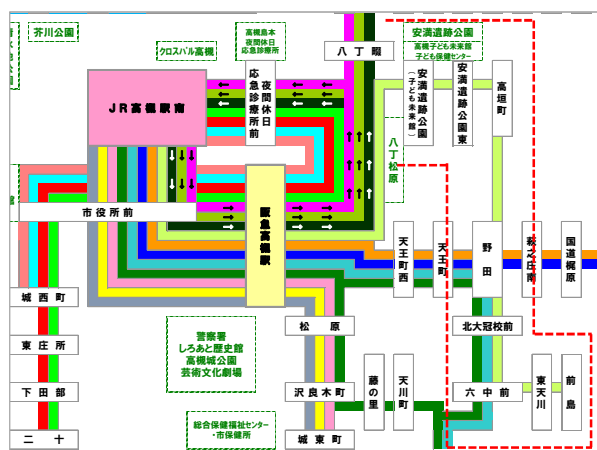 芥川公園
クロスパル高槻
高槻島本
夜間休日
応急診療所
八丁畷
安満遺跡公園
高槻子ども未来館
子ども保健センター
JR高槻駅南
夜間休日
応急診療所前
安満遺跡公園
(子ども未来館)
安満遺跡公園東
高垣町
八丁松原
館
市役所前
阪急高槻駅
天王町西
天王町
野田
萩之庄南
国道梶原
城西町
松原
北大冠校前
警察署
しろあと歴史館
高槻城公園
芸術文化劇場
東庄所
下田部
二十
沢良木町
藤の里
天川町
六中前
東天川
前島
総合保健福祉センター
・市保健所
城東町